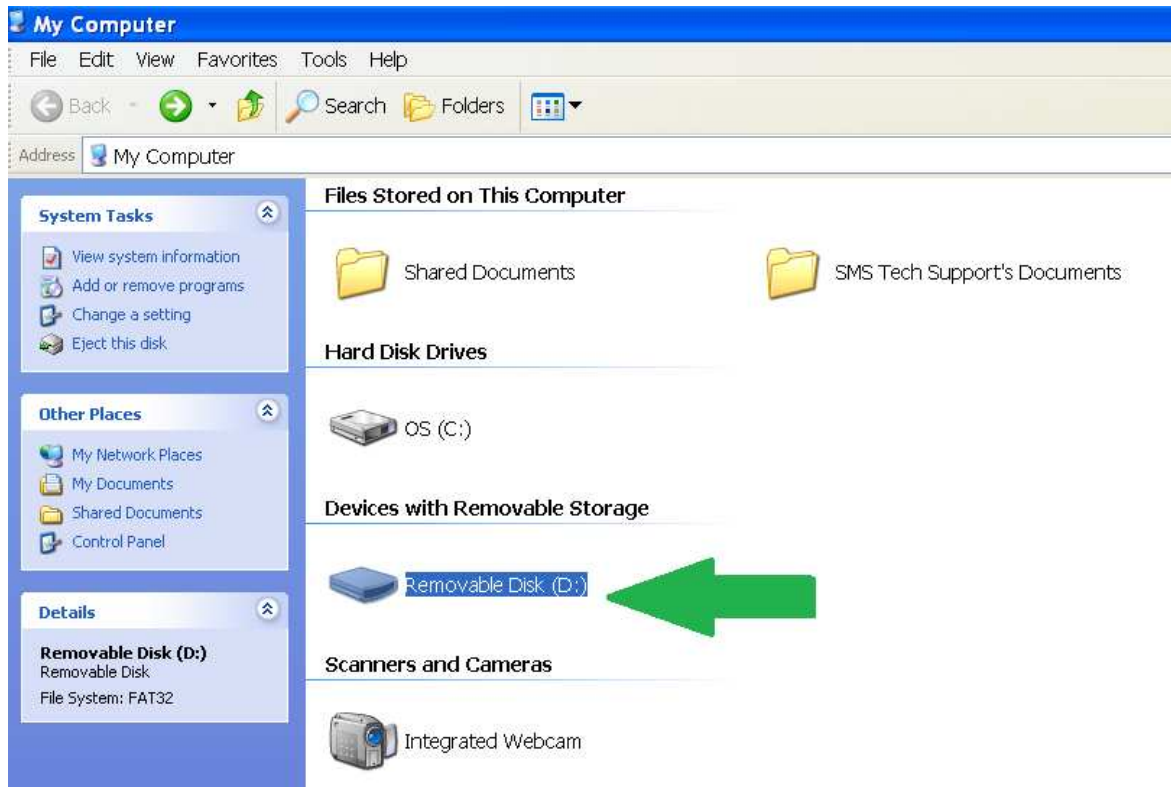 My Computer
File Edit View Favorites Tools Help
Back Search Folders
Address My Computer
System Tasks
View system information
Add or remove programs
Change a setting
Eject this disk
Other Places
My Network Places
My Documents
Shared Documents
Control Panel
Details
Removable Disk (D:)
Removable Disk
File System: FAT32
Files Stored on This Computer
Shared Documents
SMS Tech Support's Documents
Hard Disk Drives
OS (C:)
Devices with Removable Storage
Removable Disk (D:)
Scanners and Cameras
Integrated Webcam